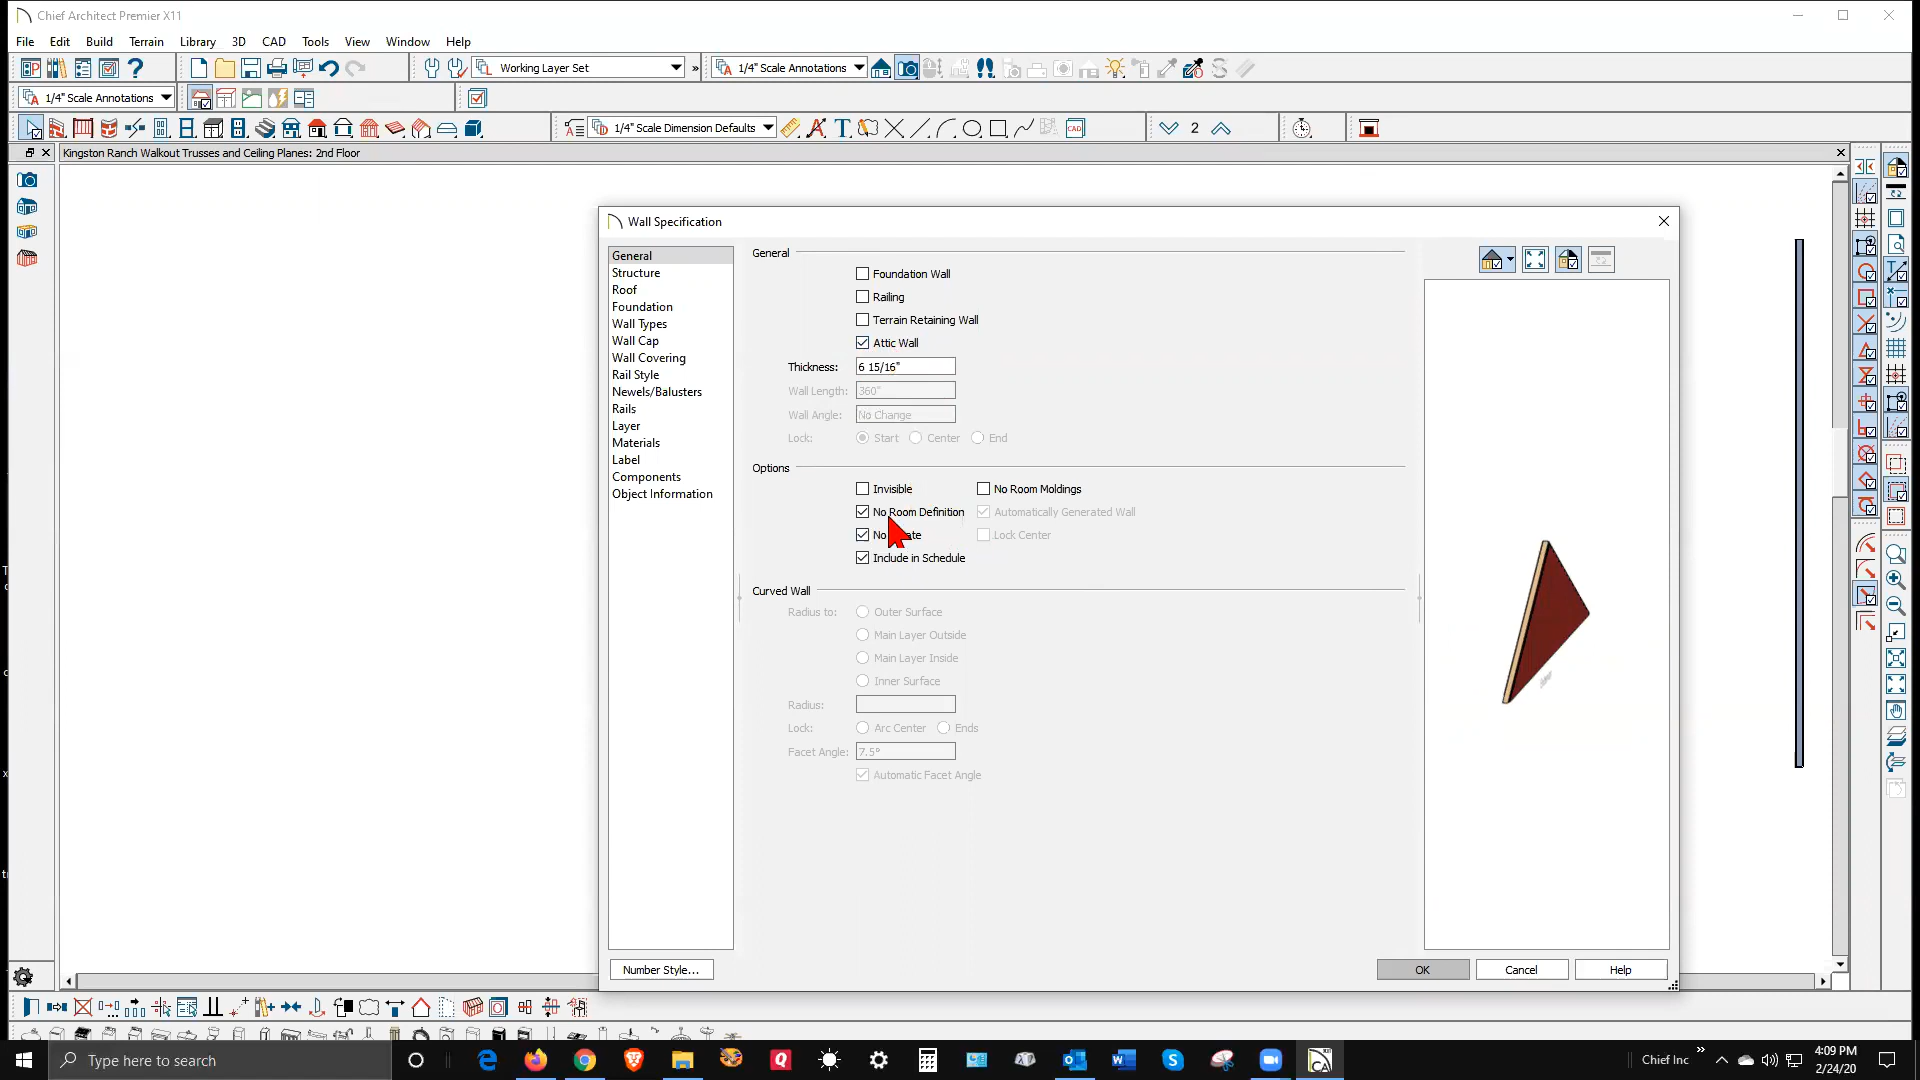 Chief Architect Premier X11
File Edit Build Terrain Library 3D CAD Tools View Window Help
Working Layer Set » 1/4" Scale Annotations
1/4" Scale Annotations
1/4" Scale Dimension Defaults 2
Kingston Ranch Walkout Trusses and Ceiling Planes: 2nd Floor
Wall Specification
General
Structure
Roof
Foundation
Wall Types
Wall Cap
Wall Covering
Rail Style
Newels/Balusters
Rails
Layer
Materials
Label
Components
Object Information
General
Foundation Wall
Railing
Terrain Retaining Wall
Attic Wall
Thickness: 6 15/16"
Wall Length: 360"
Wall Angle: No Change
Lock: Start Center End
Options
Invisible No Room Moldings
No Room Definition Automatically Generated Wall
No Lock Center
Include in Schedule
Curved Wall
Radius to: Outer Surface
Main Layer Outside
Main Layer Inside
Inner Surface
Radius:
Lock: Arc Center Ends
Facet Angle: 7.5°
Automatic Facet Angle
Number Style... OK Cancel Help
Type here to search
Chief Inc »
4:09 PM
2/24/20